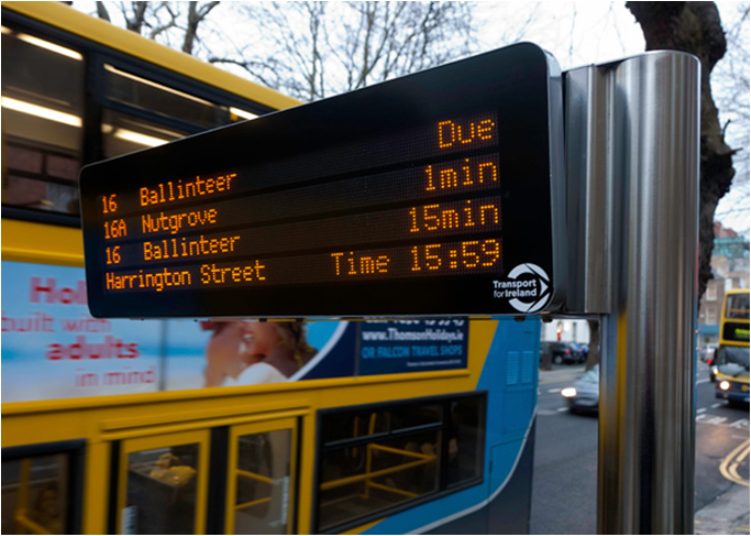 16 Ballinteer Due
16A Nutgrove 1min
16 Ballinteer 15min
Harrington Street Time 15:59
Transport
for Ireland
built with
adults
in mind
www.ThomsonHolidays.ie
OR FALCON TRAVEL SHOPS